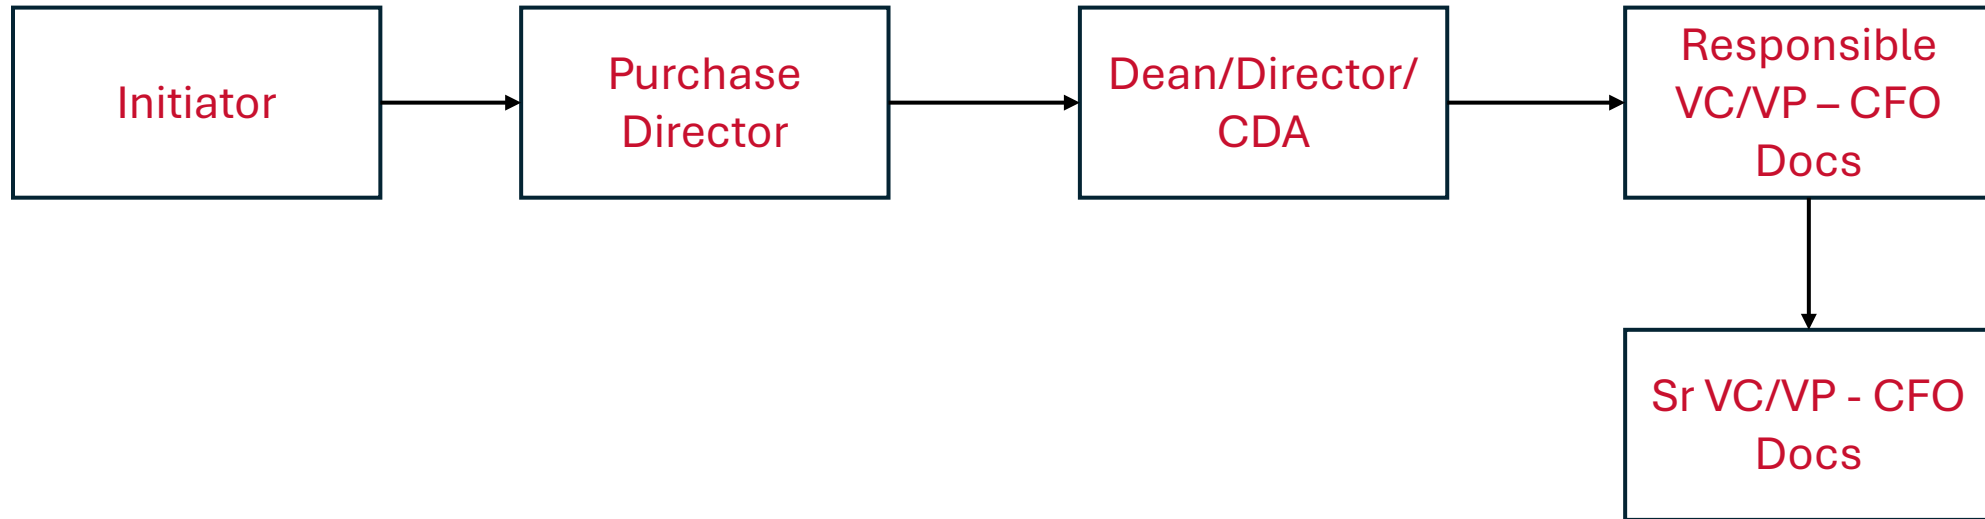 Initiator
Purchase
Director
Dean/Director/
CDA
Responsible
VC/VP – CFO
Docs
Sr VC/VP - CFO
Docs